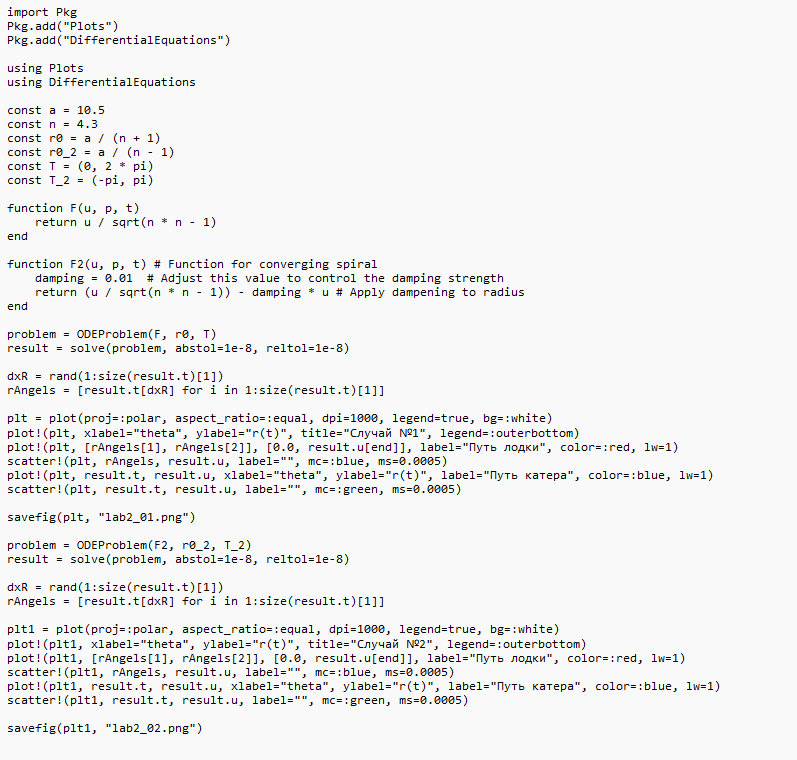 import Pkg
Pkg.add("Plots")
Pkg.add("DifferentialEquations")

using Plots
using DifferentialEquations

const a = 10.5
const n = 4.3
const r0 = a / (n + 1)
const r0_2 = a / (n - 1)
const T = (0, 2 * pi)
const T_2 = (-pi, pi)

function F(u, p, t)
    return u / sqrt(n * n - 1)
end

function F2(u, p, t) # Function for converging spiral
    damping = 0.01  # Adjust this value to control the damping strength
    return (u / sqrt(n * n - 1)) - damping * u # Apply dampening to radius
end

problem = ODEProblem(F, r0, T)
result = solve(problem, abstol=1e-8, reltol=1e-8)

dxR = rand(1:size(result.t)[1])
rAngels = [result.t[dxR] for i in 1:size(result.t)[1]]

plt = plot(proj=:polar, aspect_ratio=:equal, dpi=1000, legend=true, bg=:white)
plot!(plt, xlabel="theta", ylabel="r(t)", title="Случай №1", legend=:outerbottom)
plot!(plt, [rAngels[1], rAngels[2]], [0.0, result.u[end]], label="Путь лодки", color=:red, lw=1)
scatter!(plt, rAngels, result.u, label="", mc=:blue, ms=0.0005)
plot!(plt, result.t, result.u, xlabel="theta", ylabel="r(t)", label="Путь катера", color=:blue, lw=1)
scatter!(plt, result.t, result.u, label="", mc=:green, ms=0.0005)

savefig(plt, "lab2_01.png")

problem = ODEProblem(F2, r0_2, T_2)
result = solve(problem, abstol=1e-8, reltol=1e-8)

dxR = rand(1:size(result.t)[1])
rAngels = [result.t[dxR] for i in 1:size(result.t)[1]]

plt1 = plot(proj=:polar, aspect_ratio=:equal, dpi=1000, legend=true, bg=:white)
plot!(plt1, xlabel="theta", ylabel="r(t)", title="Случай №2", legend=:outerbottom)
plot!(plt1, [rAngels[1], rAngels[2]], [0.0, result.u[end]], label="Путь лодки", color=:red, lw=1)
scatter!(plt1, rAngels, result.u, label="", mc=:blue, ms=0.0005)
plot!(plt1, result.t, result.u, xlabel="theta", ylabel="r(t)", label="Путь катера", color=:blue, lw=1)
scatter!(plt1, result.t, result.u, label="", mc=:green, ms=0.0005)

savefig(plt1, "lab2_02.png")